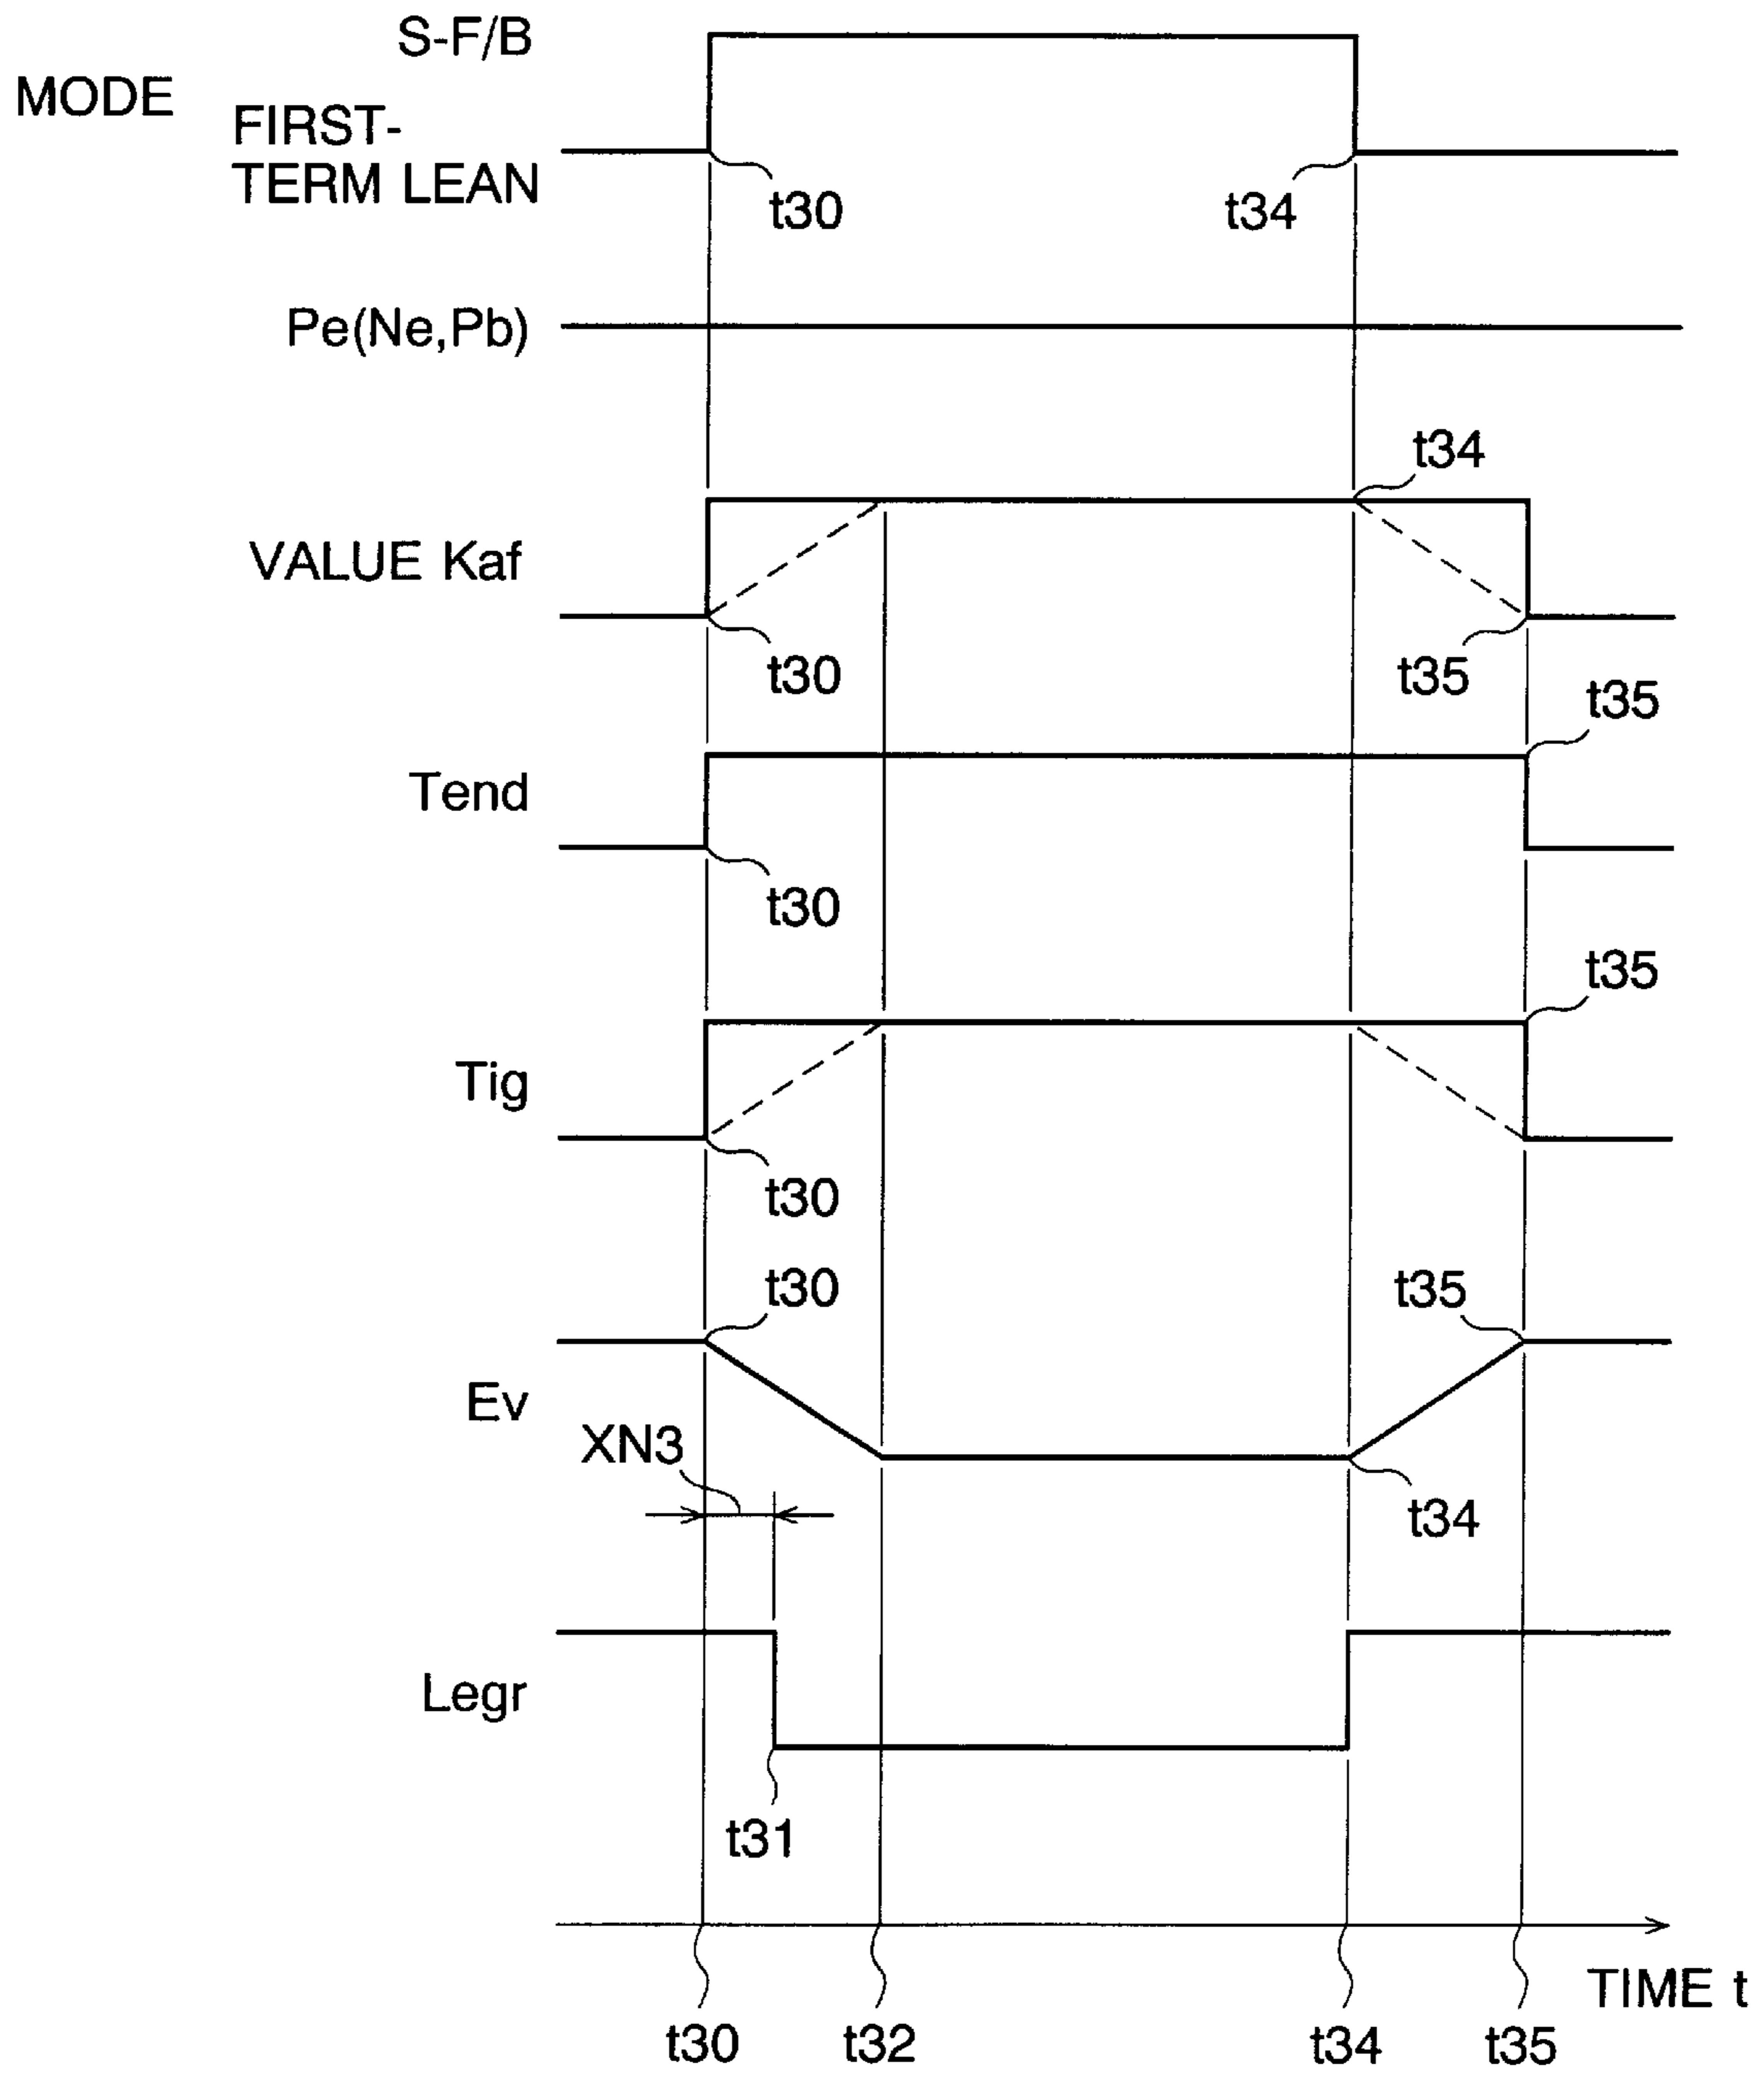 S-F/B
MODE
FIRST-
TERM LEAN
t30
t34
Pe(Ne,Pb)
t34
VALUE Kaf
t30
t35
t35
Tend
t30
t35
Tig
t30
t30
t35
Ev
XN3
t34
Legr
t31
TIME t
t30
t32
t34
t35